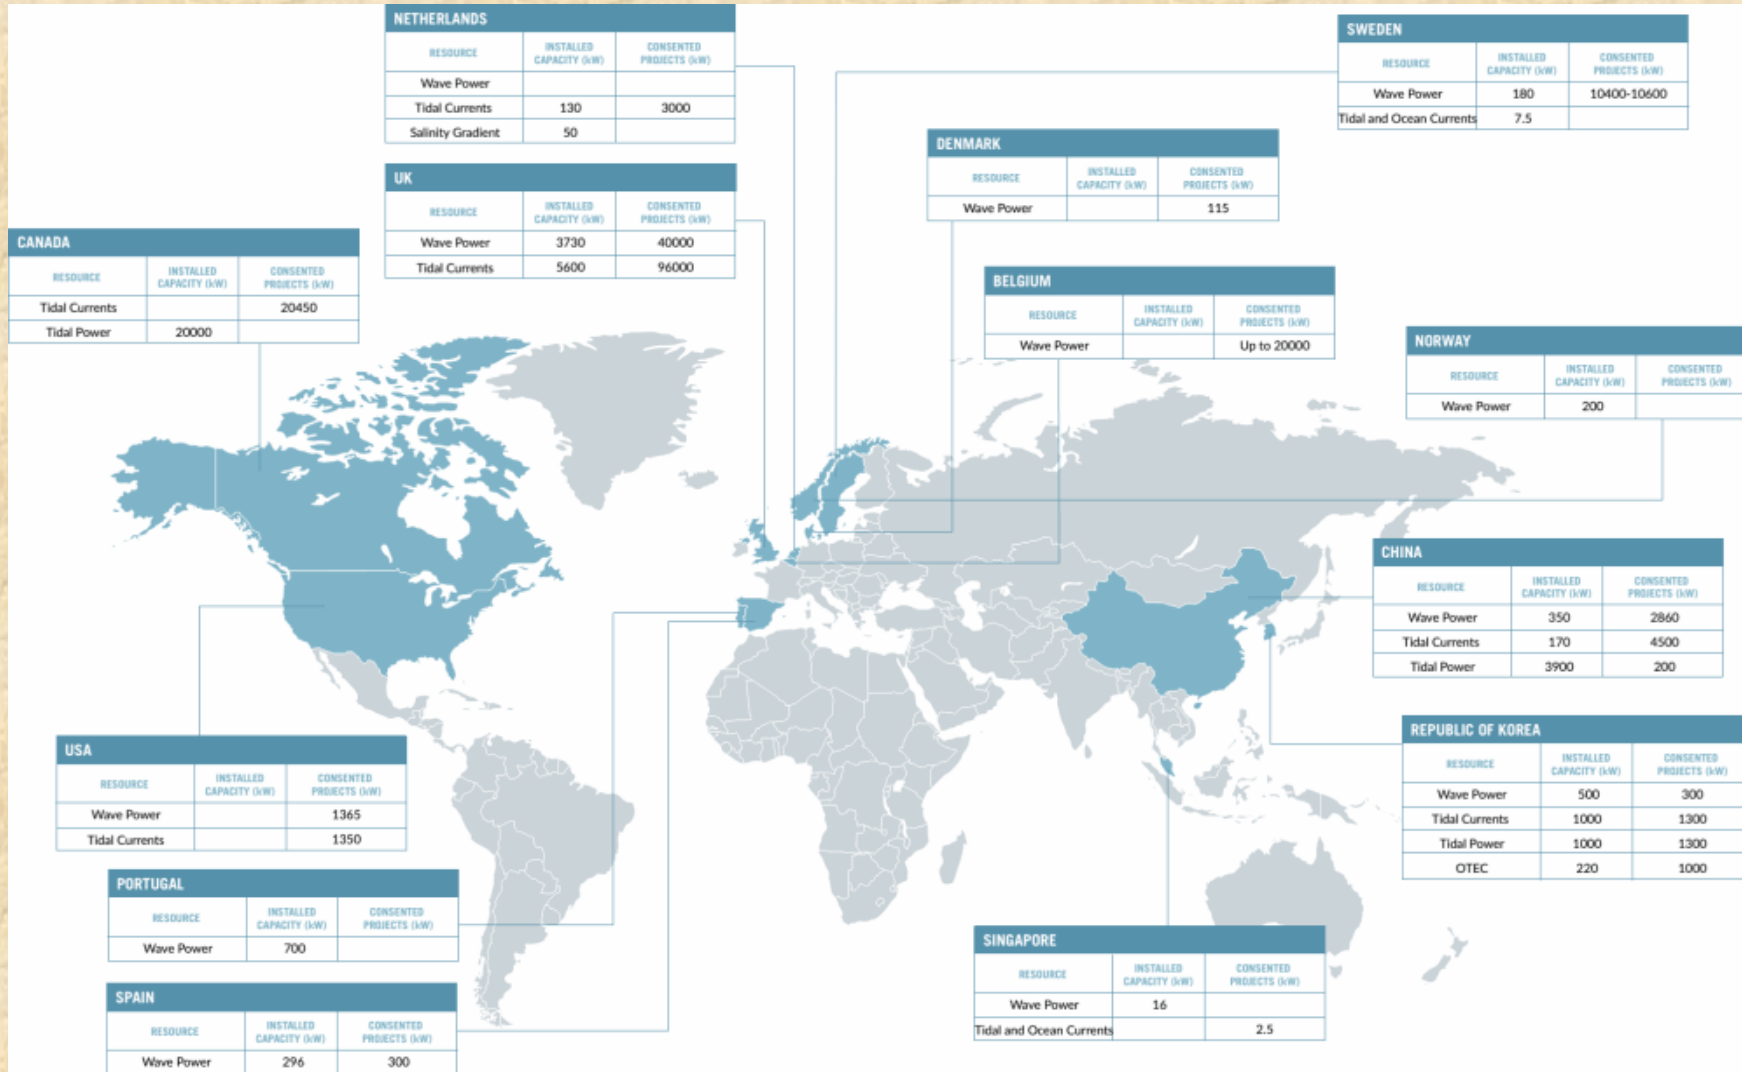 NETHERLANDS
RESOURCE INSTALLED CAPACITY (kW) CONSENTED PROJECTS (kW)
Wave Power
Tidal Currents 130 3000
Salinity Gradient 50
UK
RESOURCE INSTALLED CAPACITY (kW) CONSENTED PROJECTS (kW)
Wave Power 3730 40000
Tidal Currents 5600 96000
SWEDEN
RESOURCE INSTALLED CAPACITY (kW) CONSENTED PROJECTS (kW)
Wave Power 180 10400-10600
Tidal and Ocean Currents 7.5
DENMARK
RESOURCE INSTALLED CAPACITY (kW) CONSENTED PROJECTS (kW)
Wave Power 115
CANADA
RESOURCE INSTALLED CAPACITY (kW) CONSENTED PROJECTS (kW)
Tidal Currents 20450
Tidal Power 20000
BELGIUM
RESOURCE INSTALLED CAPACITY (kW) CONSENTED PROJECTS (kW)
Wave Power Up to 20000
NORWAY
RESOURCE INSTALLED CAPACITY (kW) CONSENTED PROJECTS (kW)
Wave Power 200
CHINA
RESOURCE INSTALLED CAPACITY (kW) CONSENTED PROJECTS (kW)
Wave Power 350 2860
Tidal Currents 170 4500
Tidal Power 3900 200
REPUBLIC OF KOREA
RESOURCE INSTALLED CAPACITY (kW) CONSENTED PROJECTS (kW)
Wave Power 500 300
Tidal Currents 1000 1300
Tidal Power 1000 1300
OTEC 220 1000
USA
RESOURCE INSTALLED CAPACITY (kW) CONSENTED PROJECTS (kW)
Wave Power 1365
Tidal Currents 1350
PORTUGAL
RESOURCE INSTALLED CAPACITY (kW) CONSENTED PROJECTS (kW)
Wave Power 700
SPAIN
RESOURCE INSTALLED CAPACITY (kW) CONSENTED PROJECTS (kW)
Wave Power 296 300
SINGAPORE
RESOURCE INSTALLED CAPACITY (kW) CONSENTED PROJECTS (kW)
Wave Power 16
Tidal and Ocean Currents 2.5